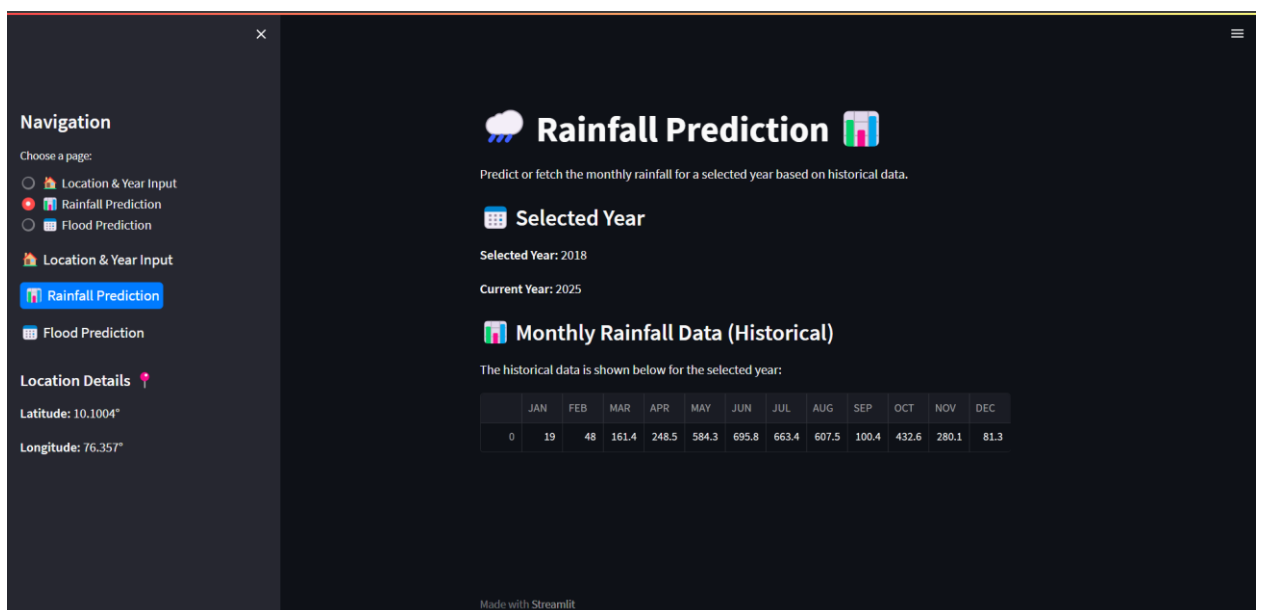 Navigation
Choose a page:
🏠 Location & Year Input
📊 Rainfall Prediction
📅 Flood Prediction
🏠 Location & Year Input
📊 Rainfall Prediction
📅 Flood Prediction
Location Details 📍
Latitude: 10.1004°
Longitude: 76.357°
🌧️ Rainfall Prediction 📊
Predict or fetch the monthly rainfall for a selected year based on historical data.
📅 Selected Year
Selected Year: 2018
Current Year: 2025
📊 Monthly Rainfall Data (Historical)
The historical data is shown below for the selected year:
JAN FEB MAR APR MAY JUN JUL AUG SEP OCT NOV DEC
0 19 48 161.4 248.5 584.3 695.8 663.4 607.5 100.4 432.6 280.1 81.3
Made with Streamlit